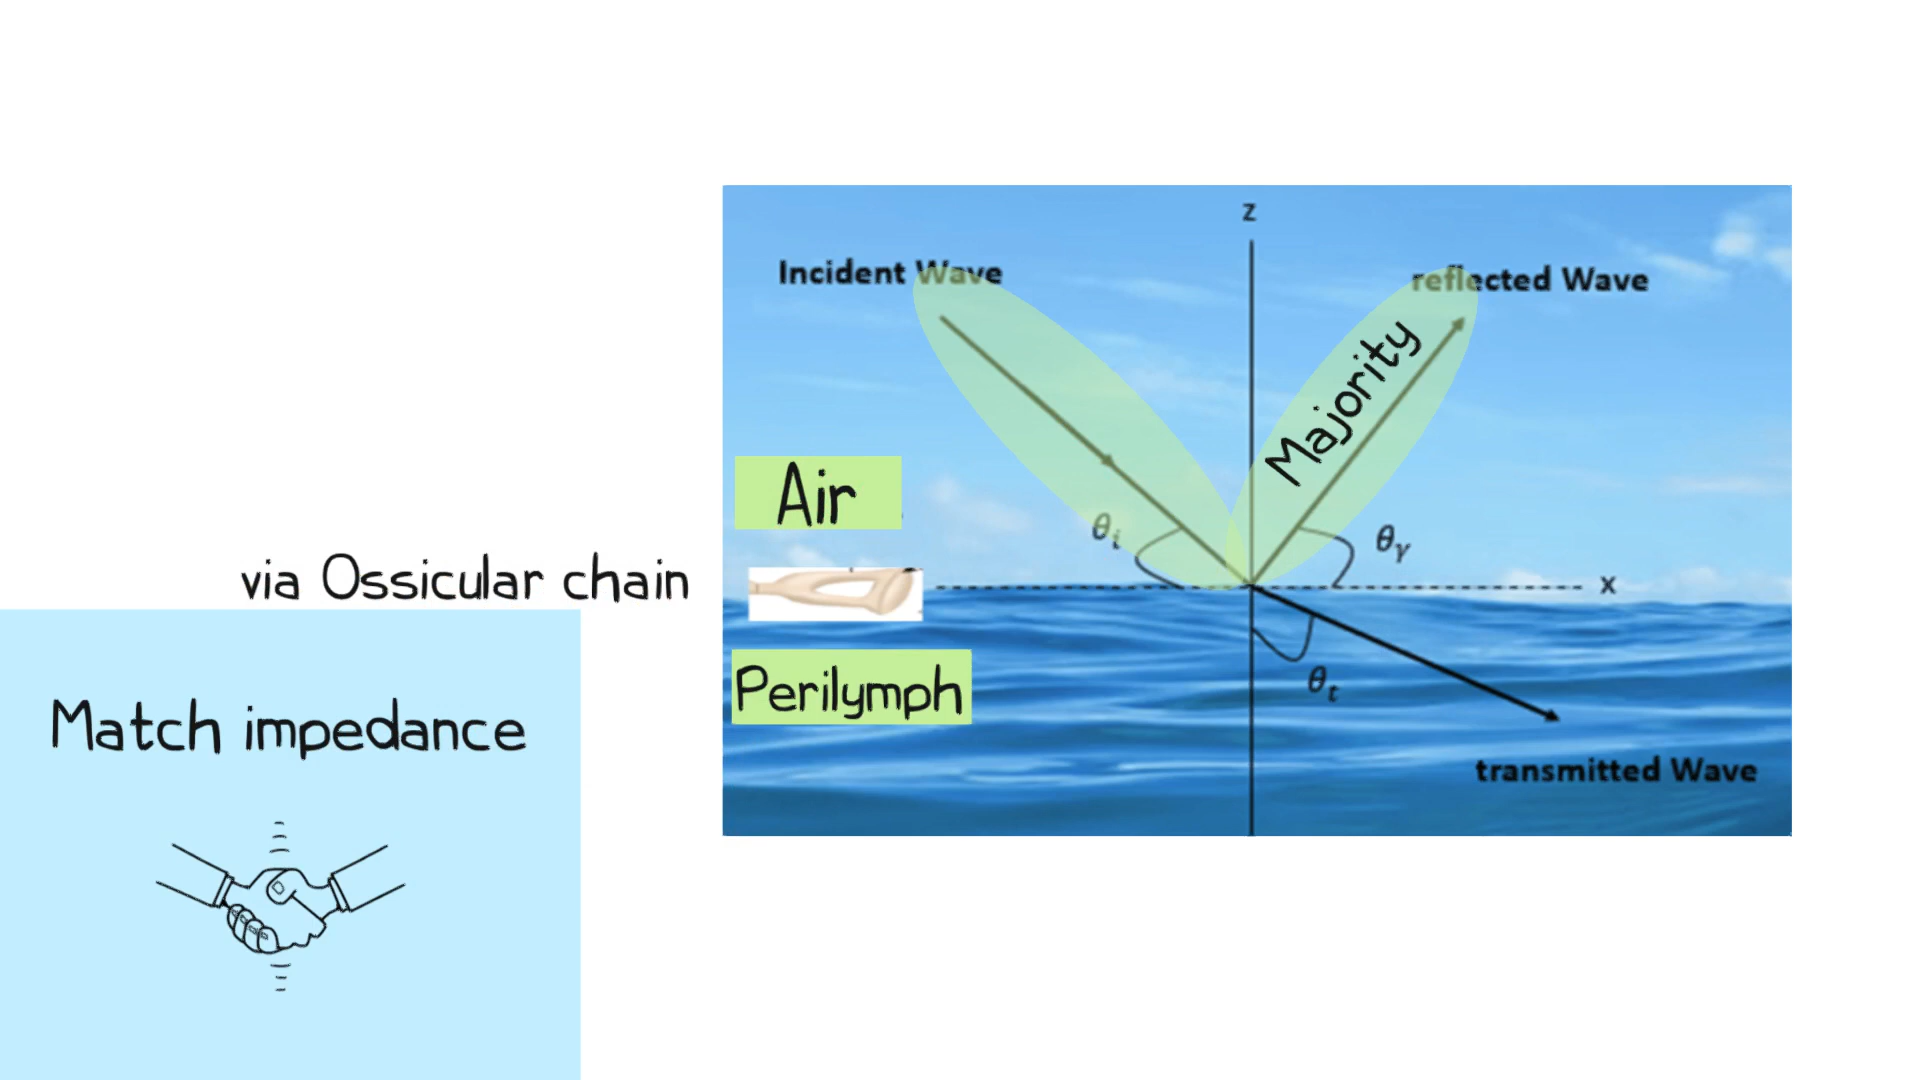 z
Incident Wave
reflected Wave
Majority
Air
θi
θγ
via Ossicular chain
x
Perilymph
θt
Match impedance
transmitted Wave